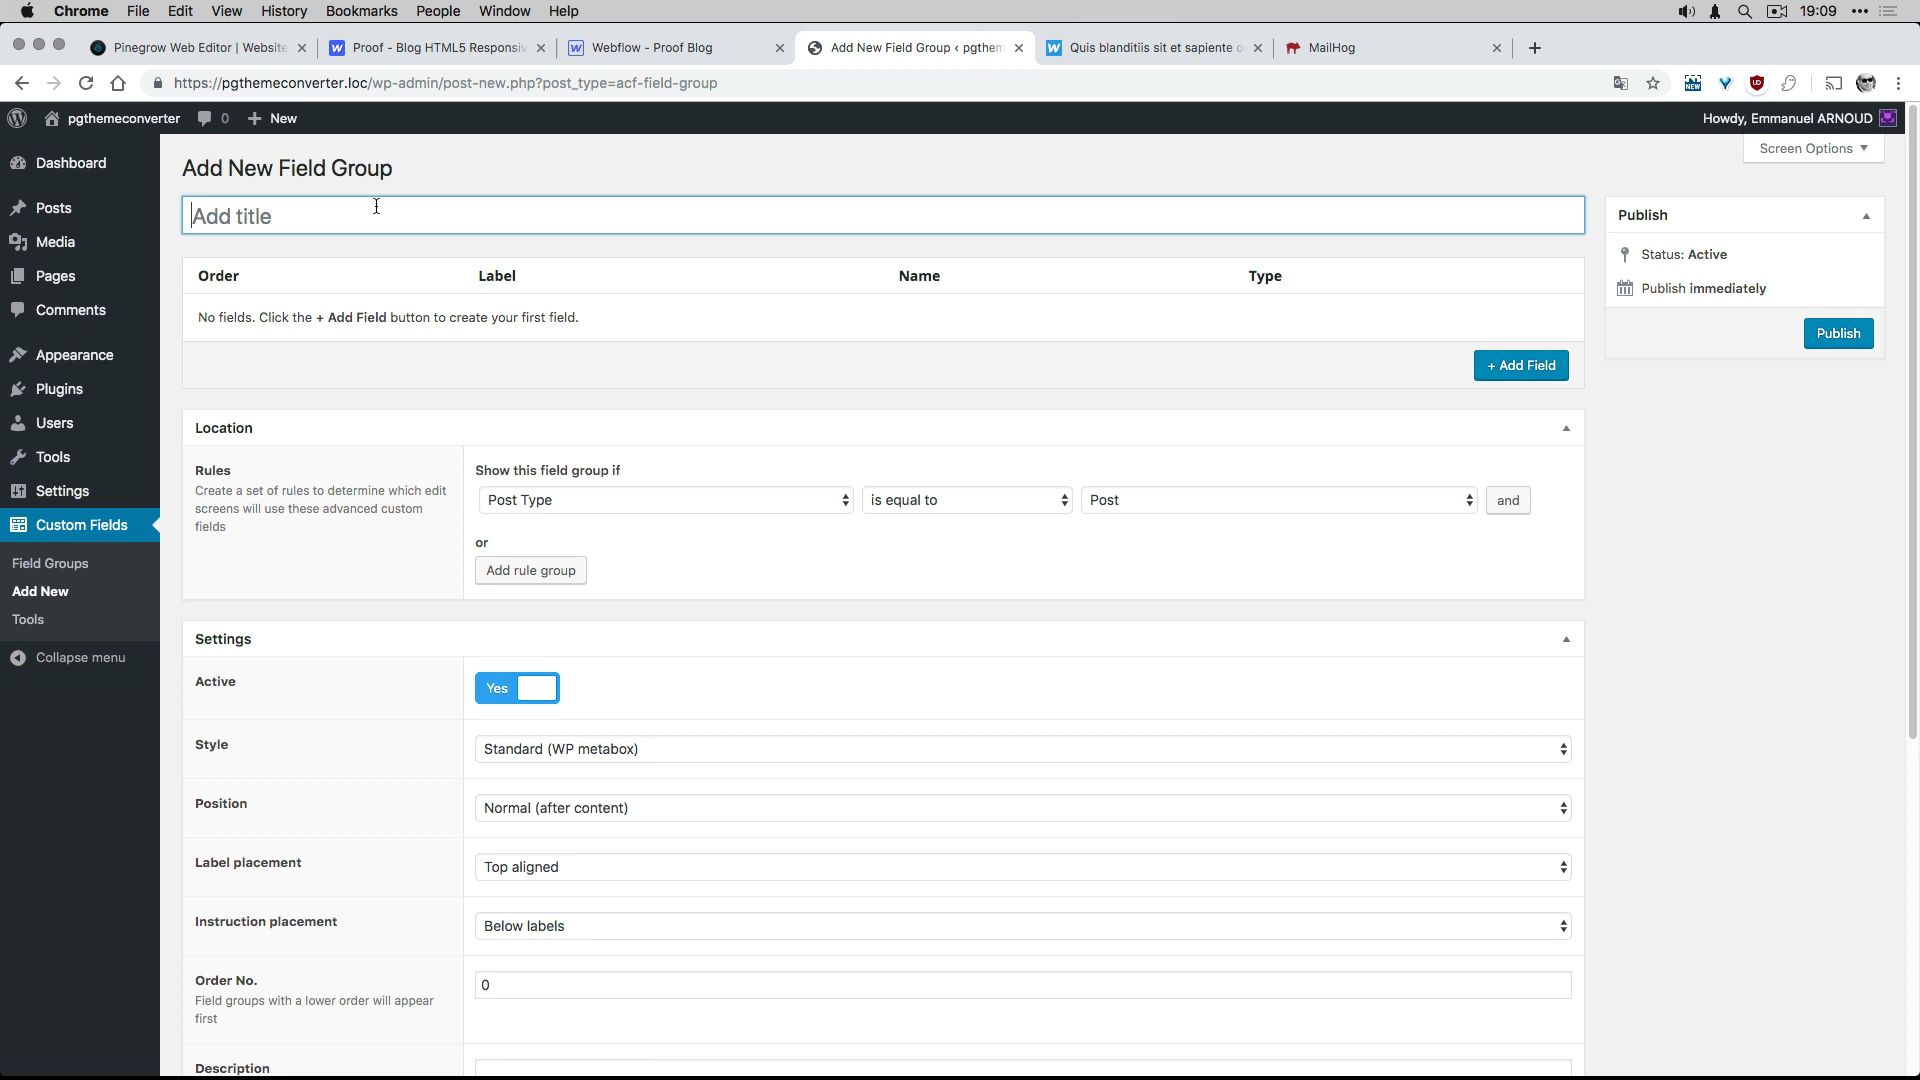 Chrome File Edit View History Bookmarks People Window Help 19:09
Pinegrow Web Editor | Website Proof - Blog HTML5 Responsiv Webflow - Proof Blog Add New Field Group ‹ pgthem Quis blanditiis sit et sapiente o MailHog
https://pgthemeconverter.loc/wp-admin/post-new.php?post_type=acf-field-group
pgthemeconverter 0 + New Howdy, Emmanuel ARNOUD
Screen Options
Dashboard
Posts
Media
Pages
Comments
Appearance
Plugins
Users
Tools
Settings
Custom Fields
Field Groups
Add New
Tools
Collapse menu
Add New Field Group
Add title
Order Label Name Type
No fields. Click the + Add Field button to create your first field.
+ Add Field
Location
Rules
Create a set of rules to determine which edit
screens will use these advanced custom
fields
Show this field group if
Post Type is equal to Post and
or
Add rule group
Settings
Active Yes
Style Standard (WP metabox)
Position Normal (after content)
Label placement Top aligned
Instruction placement Below labels
Order No. 0
Field groups with a lower order will appear
first
Description
Publish
Status: Active
Publish immediately
Publish